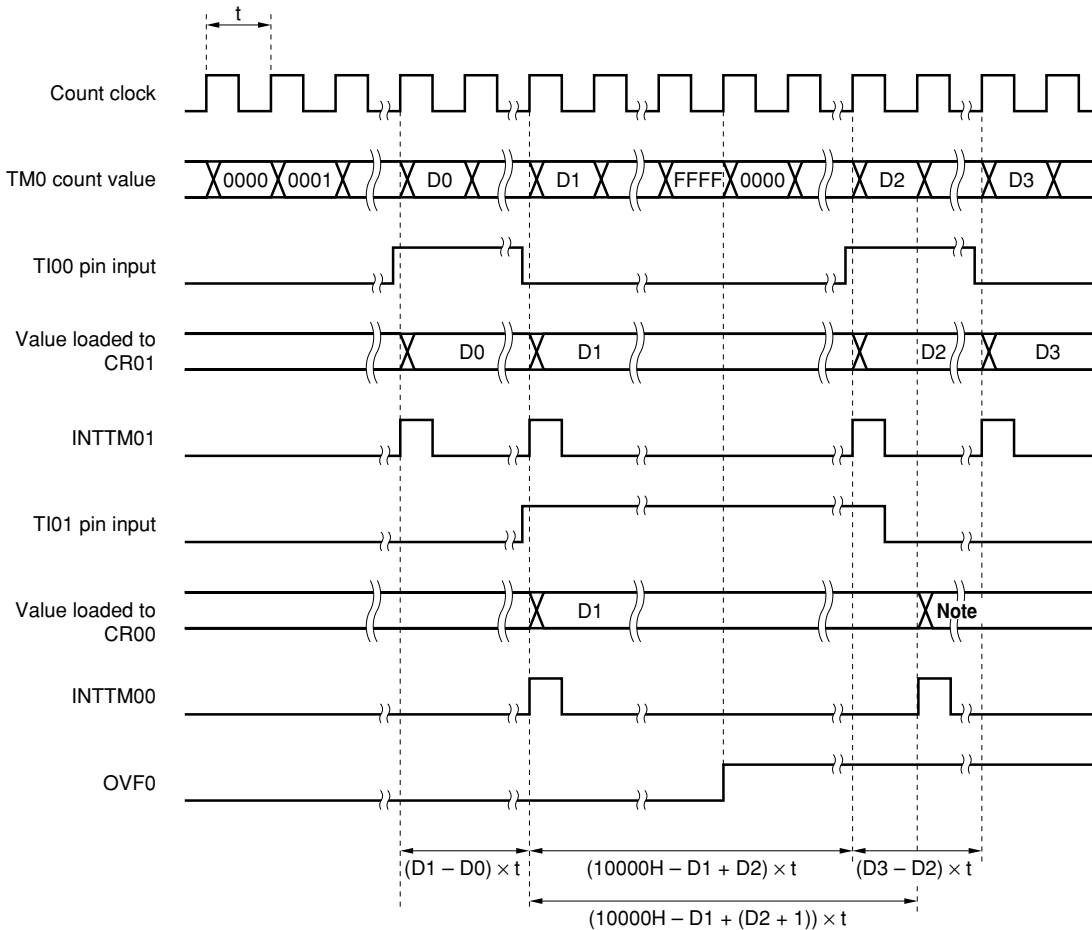 t
Count clock
TM0 count value
0000 0001 D0 D1 FFFF 0000 D2 D3
TI00 pin input
Value loaded to
CR01
D0 D1 D2 D3
INTTM01
TI01 pin input
Value loaded to
CR00
D1 Note
INTTM00
OVF0
(D1 – D0) × t (10000H – D1 + D2) × t (D3 – D2) × t
(10000H – D1 + (D2 + 1)) × t